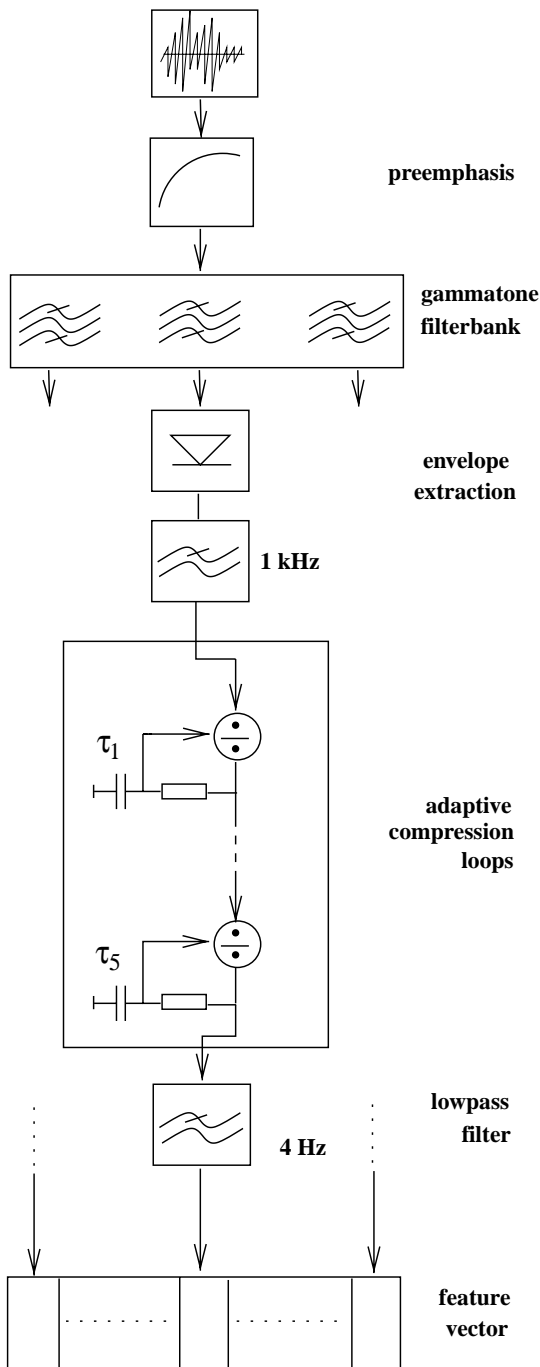 preemphasis
gammatone
filterbank
envelope
extraction
1 kHz
τ1
adaptive
compression
loops
τ5
lowpass
filter
4 Hz
feature
vector